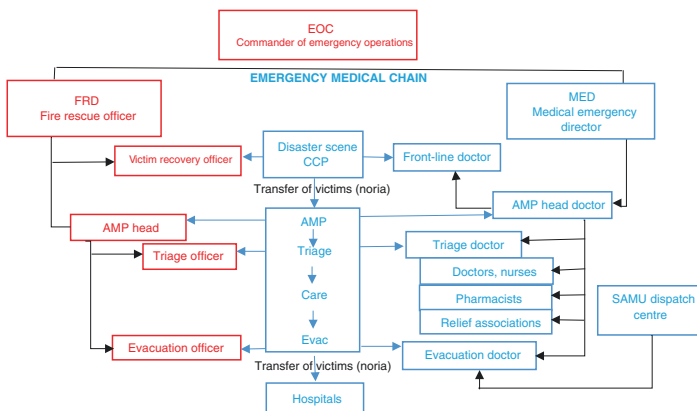 EOC
Commander of emergency operations
EMERGENCY MEDICAL CHAIN
FRD
Fire rescue officer
MED
Medical emergency
director
Victim recovery officer
Disaster scene
CCP
Front-line doctor
Transfer of victims (noria)
AMP head
AMP
AMP head doctor
Triage officer
Triage
Triage doctor
Doctors, nurses
Care
Pharmacists
SAMU dispatch
centre
Relief associations
Evacuation officer
Evac
Evacuation doctor
Transfer of victims (noria)
Hospitals